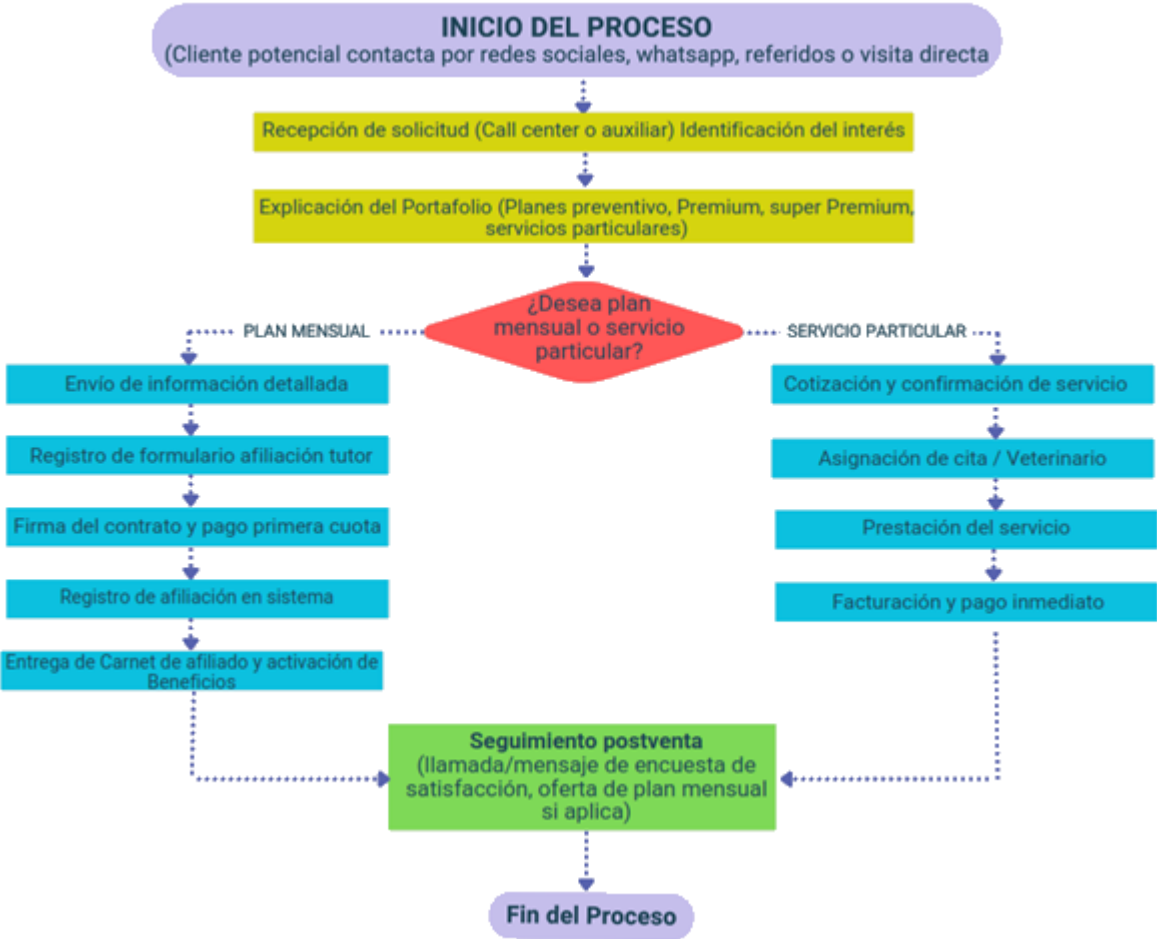 INICIO DEL PROCESO
(Cliente potencial contacta por redes sociales, whatsapp, referidos o visita directa
Recepción de solicitud (Call center o auxiliar) Identificación del interés
Explicación del Portafolio (Planes preventivo, Premium, super Premium,
servicios particulares)
¿Desea plan
mensual o servicio
particular?
PLAN MENSUAL
SERVICIO PARTICULAR
Envío de información detallada
Registro de formulario afiliación tutor
Firma del contrato y pago primera cuota
Registro de afiliación en sistema
Entrega de Carnet de afiliado y activación de
Beneficios
Cotización y confirmación de servicio
Asignación de cita / Veterinario
Prestación del servicio
Facturación y pago inmediato
Seguimiento postventa
(llamada/mensaje de encuesta de
satisfacción, oferta de plan mensual
si aplica)
Fin del Proceso